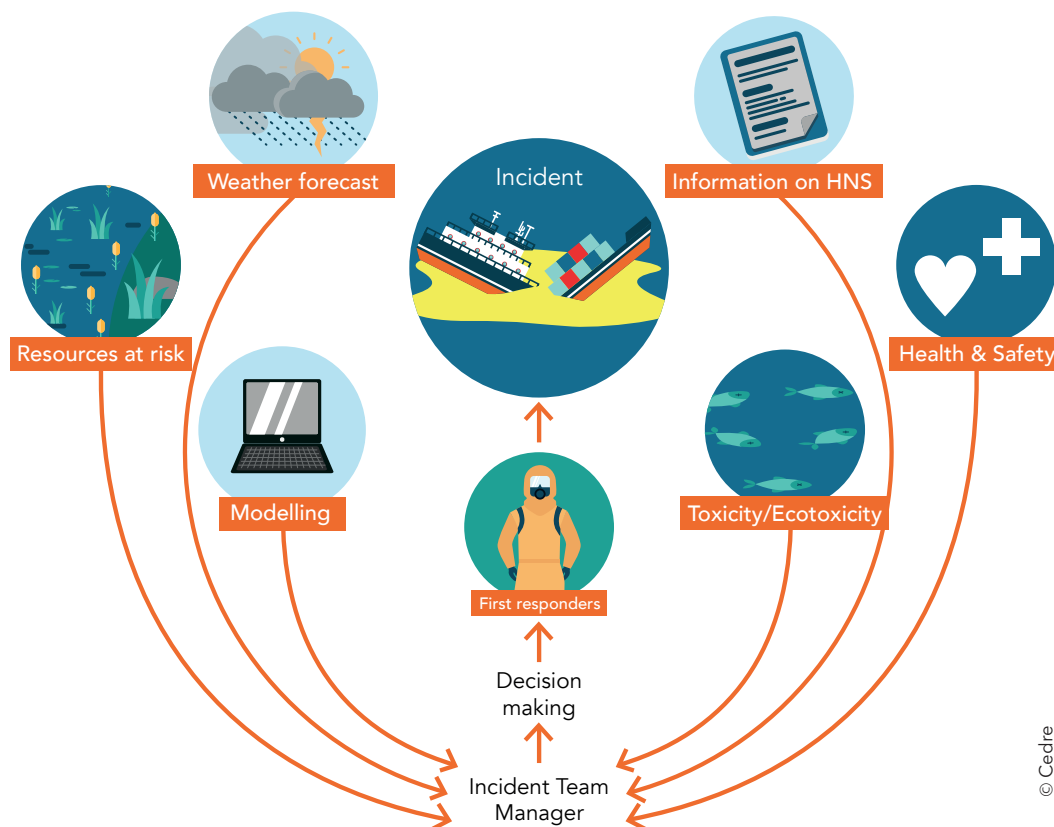 Weather forecast
Incident
Information on HNS
Resources at risk
Health & Safety
Modelling
Toxicity/Ecotoxicity
First responders
Decision
making
Incident Team
Manager
© Cedre